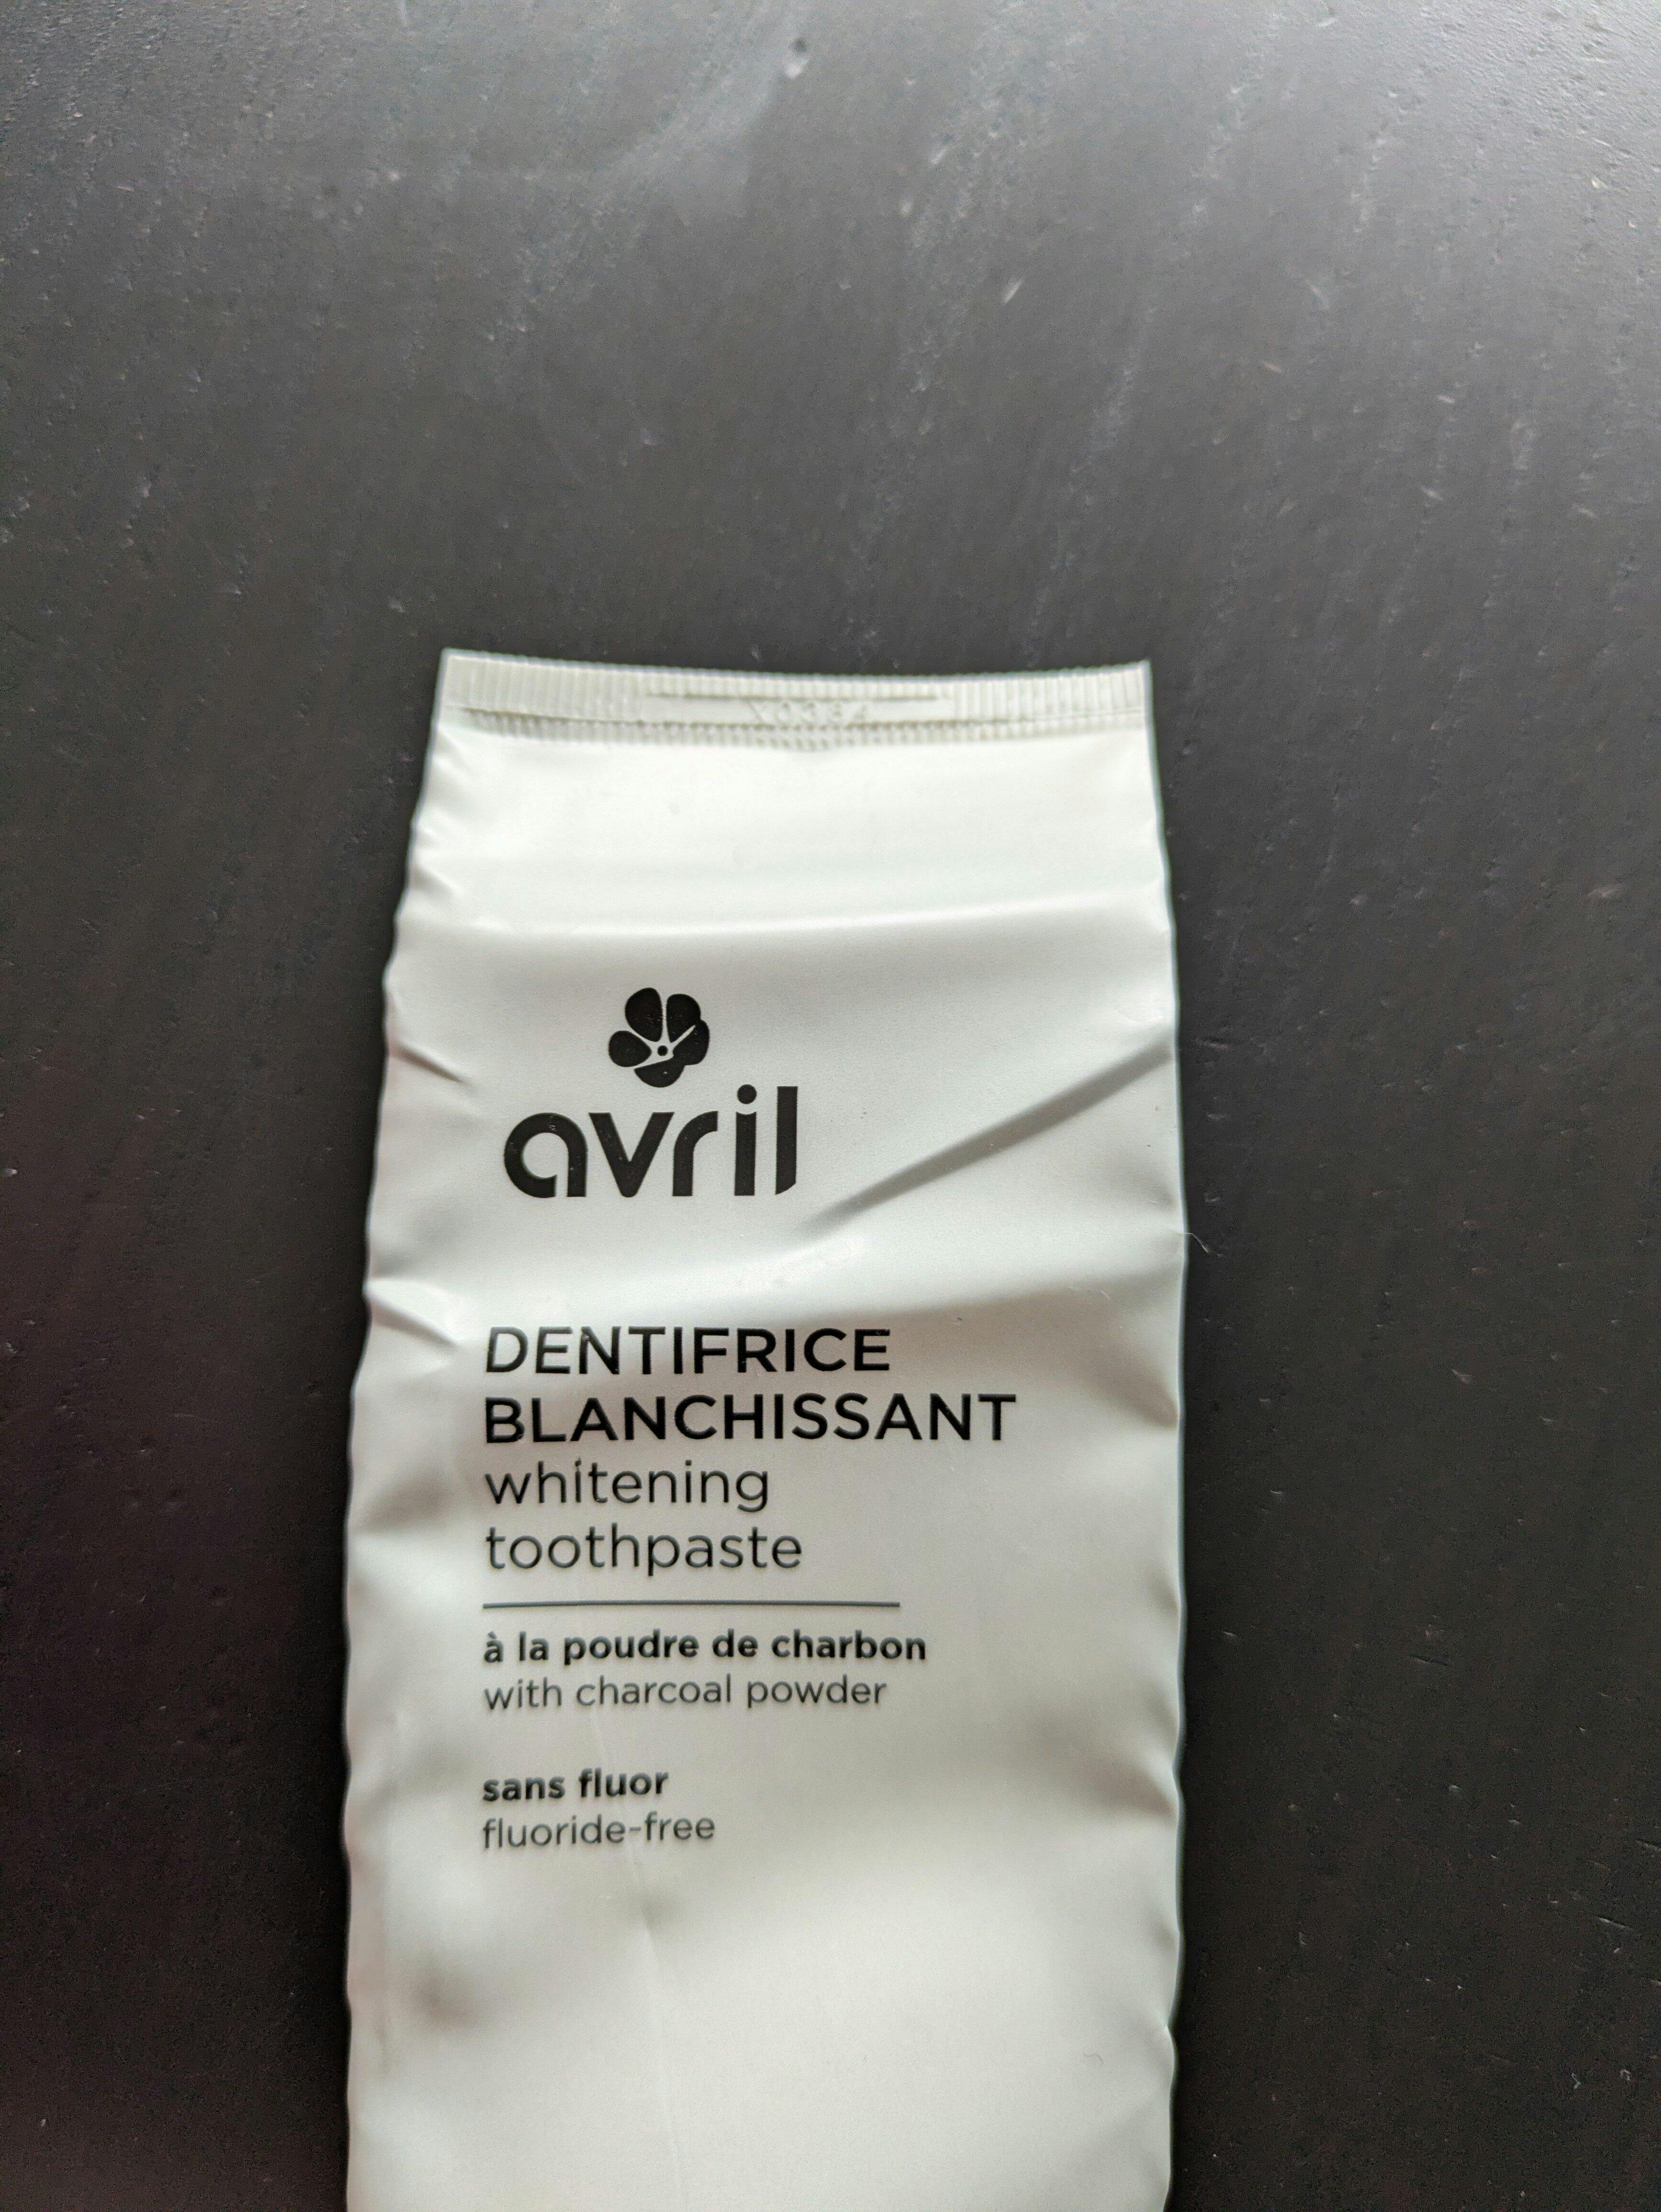 avril
DENTIFRICE
BLANCHISSANT
whitening
toothpaste
à la poudre de charbon
with charcoal powder
sans fluor
fluoride-free